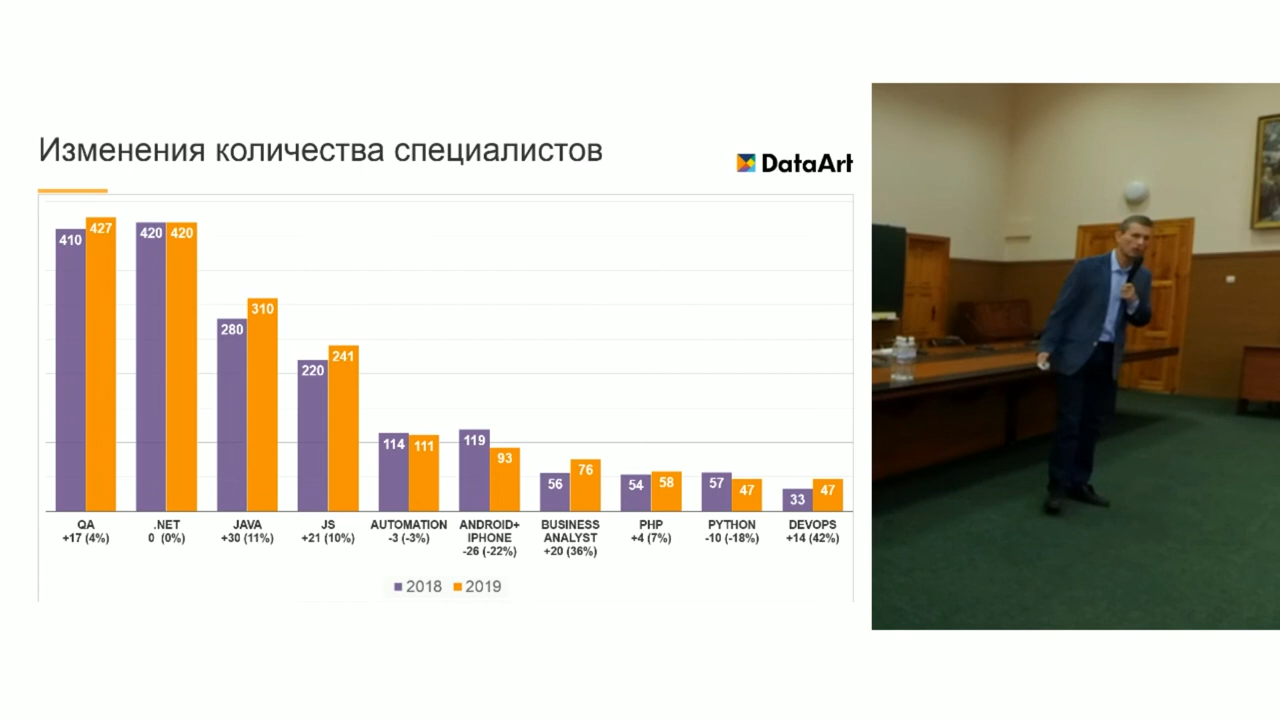 Изменения количества специалистов
DataArt
410 427 420 420 280 310 220 241 114 111 119 93 56 76 54 58 57 47 33 47
QA .NET JAVA JS AUTOMATION ANDROID+ BUSINESS PHP PYTHON DEVOPS
+17 (4%) 0 (0%) +30 (11%) +21 (10%) -3 (-3%) IPHONE ANALYST +4 (7%) -10 (-18%) +14 (42%)
-26 (-22%) +20 (36%)
2018 2019